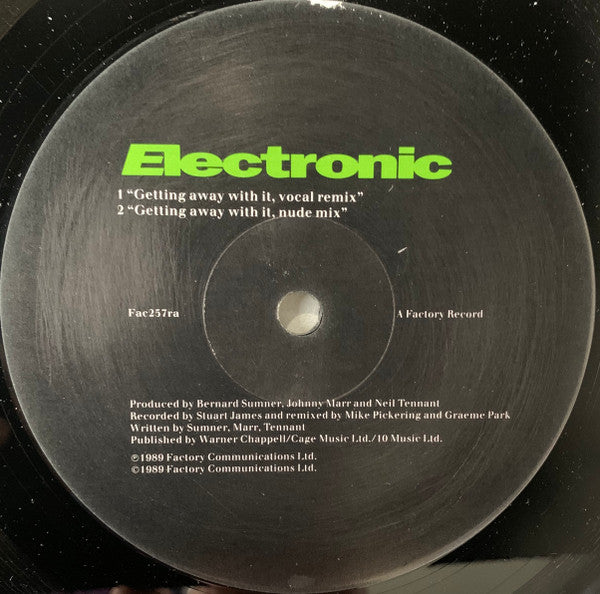 Electronic
1 “Getting away with it, vocal remix”
2 “Getting away with it, nude mix”
Fac257ra
A Factory Record
Produced by Bernard Sumner, Johnny Marr and Neil Tennant
Recorded by Stuart James and remixed by Mike Pickering and Graeme Park
Written by Sumner, Marr, Tennant
Published by Warner Chappell/Cage Music Ltd./10 Music Ltd.
℗1989 Factory Communications Ltd.
©1989 Factory Communications Ltd.